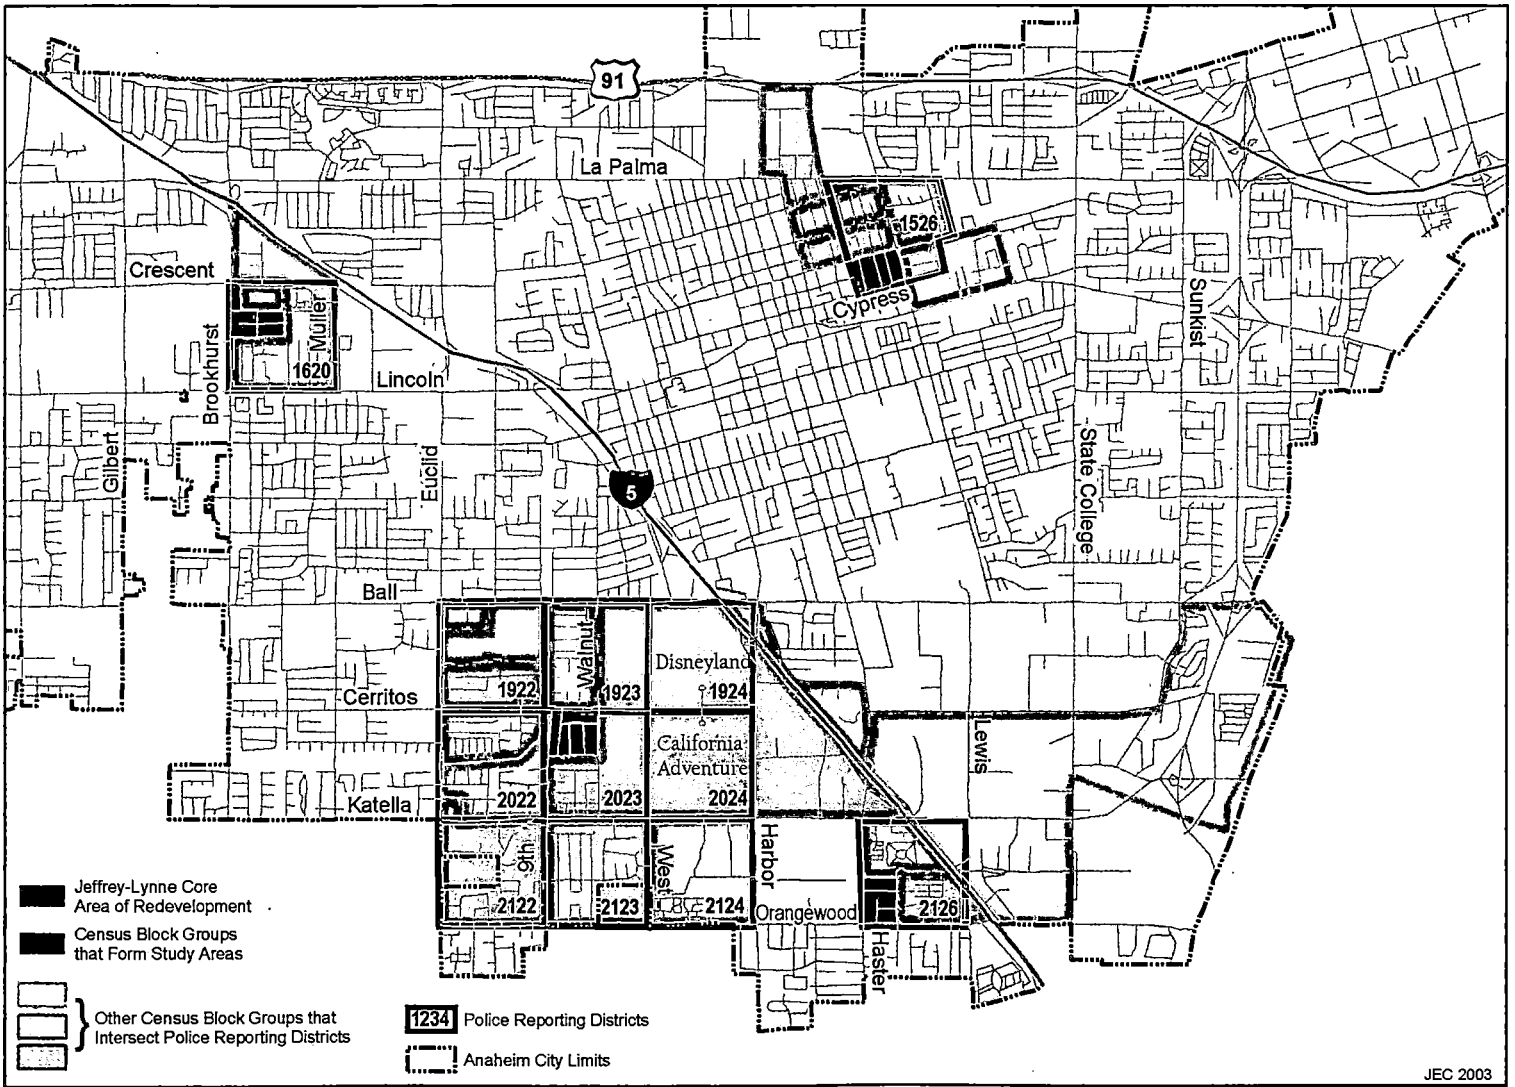 91
La Palma
1526
Crescent
Cypress
Sunkist
Müller
Brookhurst
1620
Lincoln
Gilbert
Euclid
5
State College
Ball
Walnut
Disneyland
1922
1923
1924
Cerritos
Lewis
California
Adventure
Katella
2022
2023
2024
9th
West
Harbor
2122
2123
2124
Orangewood
2126
Haster
Jeffrey-Lynne Core
Area of Redevelopment
Census Block Groups
that Form Study Areas
Other Census Block Groups that
Intersect Police Reporting Districts
1234 Police Reporting Districts
Anaheim City Limits
JEC 2003